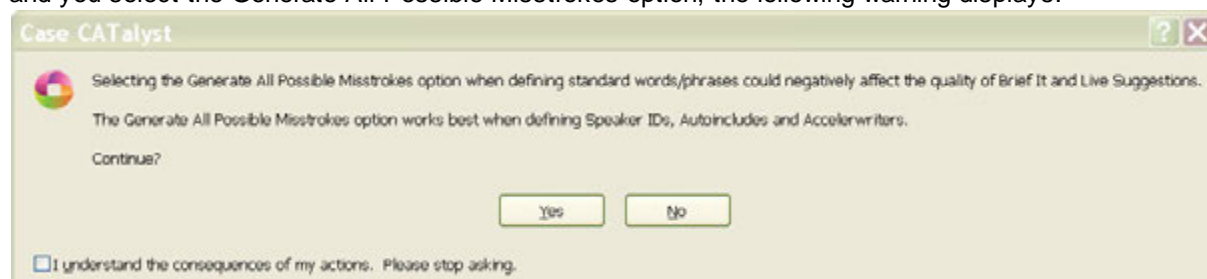 and you select the Generate All Possible Misstrokes option, the following warning displays:
Case CATalyst
Selecting the Generate All Possible Misstrokes option when defining standard words/phrases could negatively affect the quality of Brief It and Live Suggestions.
The Generate All Possible Misstrokes option works best when defining Speaker IDs, Autoincludes and Accelerwriters.
Continue?
Yes No
I understand the consequences of my actions. Please stop asking.